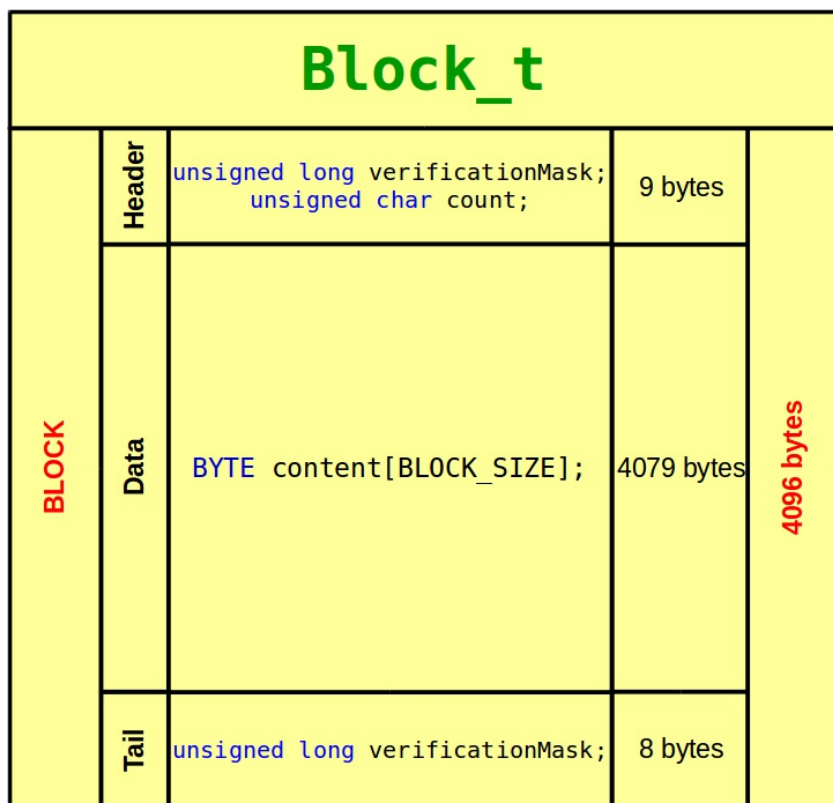 Block_t
BLOCK
Header
unsigned long verificationMask;
unsigned char count;
9 bytes
Data
BYTE content[BLOCK_SIZE];
4079 bytes
4096 bytes
Tail
unsigned long verificationMask;
8 bytes